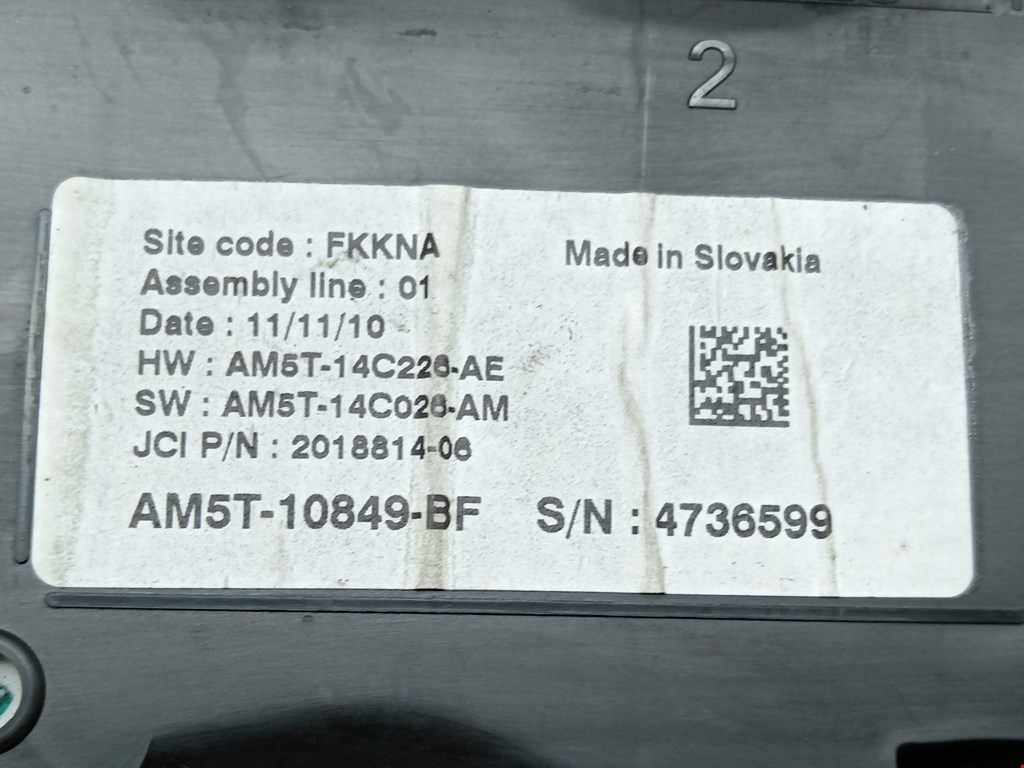 2
Site code : FKKNA
Made in Slovakia
Assembly line : 01
Date : 11/11/10
HW : AM5T-14C226-AE
SW : AM5T-14C026-AM
JCI P/N : 2018814-06
AM5T-10849-BF S/N : 4736599